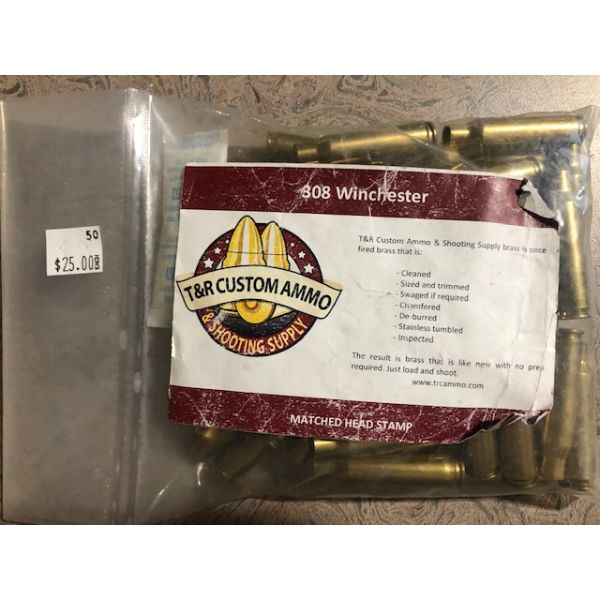 308 Winchester
50
$25.00
T&R CUSTOM AMMO
& SHOOTING SUPPLY
T&R Custom Ammo & Shooting Supply brass is once
fired brass that is:
- Cleaned
- Sized and trimmed
- Swaged if required
- Chamfered
- De-burred
- Stainless tumbled
- Inspected
The result is brass that is like new with no prep
required. Just load and shoot.
www.trcammo.com
MATCHED HEAD STAMP